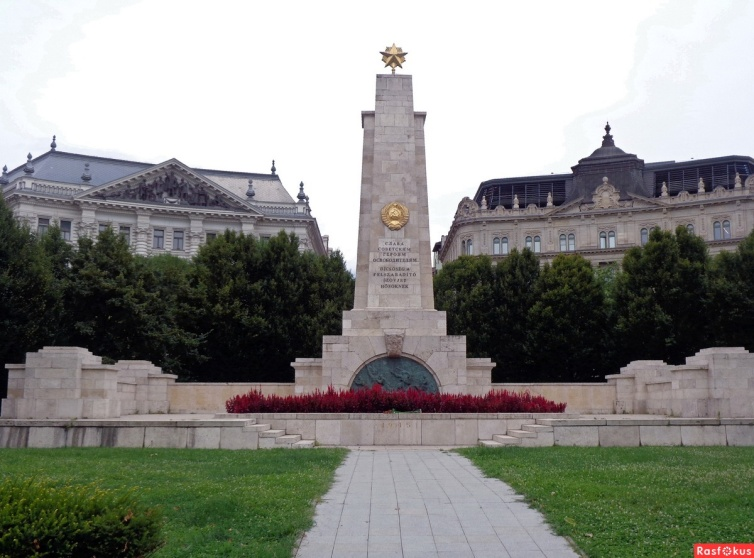 СЛАВА
СОВЕТСКИМ
ГЕРОЯМ
ОСВОБОДИТЕЛЯМ
DICSŐSÉG
A FELSZABADÍTÓ
SZOVJET
HŐSÖKNEK
Rasfokus